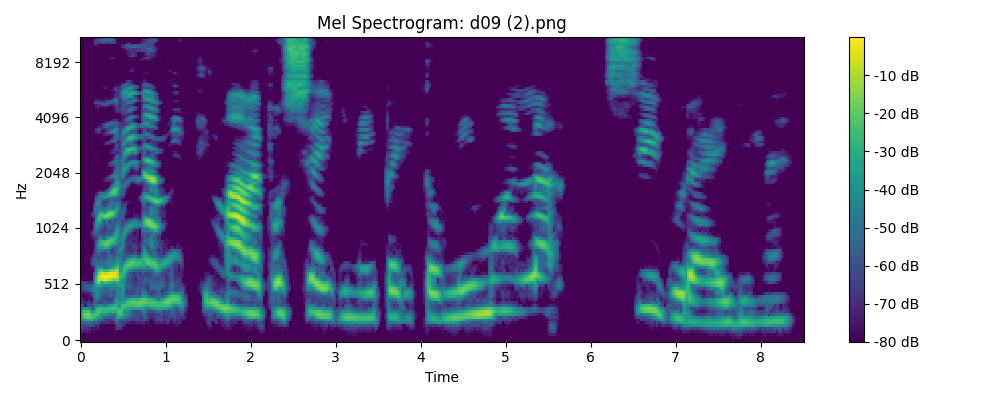 Mel Spectrogram: d09 (2).png
8192
4096
2048
1024
512
0
Hz
0 1 2 3 4 5 6 7 8
Time
-10 dB
-20 dB
-30 dB
-40 dB
-50 dB
-60 dB
-70 dB
-80 dB